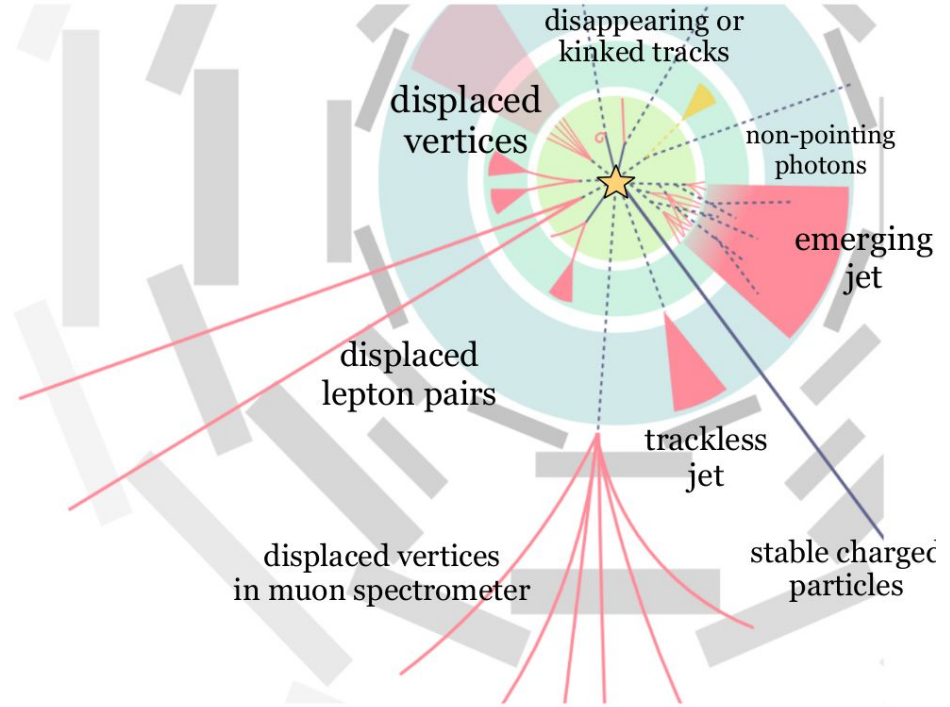 disappearing or
kinked tracks
displaced
vertices
non-pointing
photons
emerging
jet
displaced
lepton pairs
trackless
jet
displaced vertices
in muon spectrometer
stable charged
particles